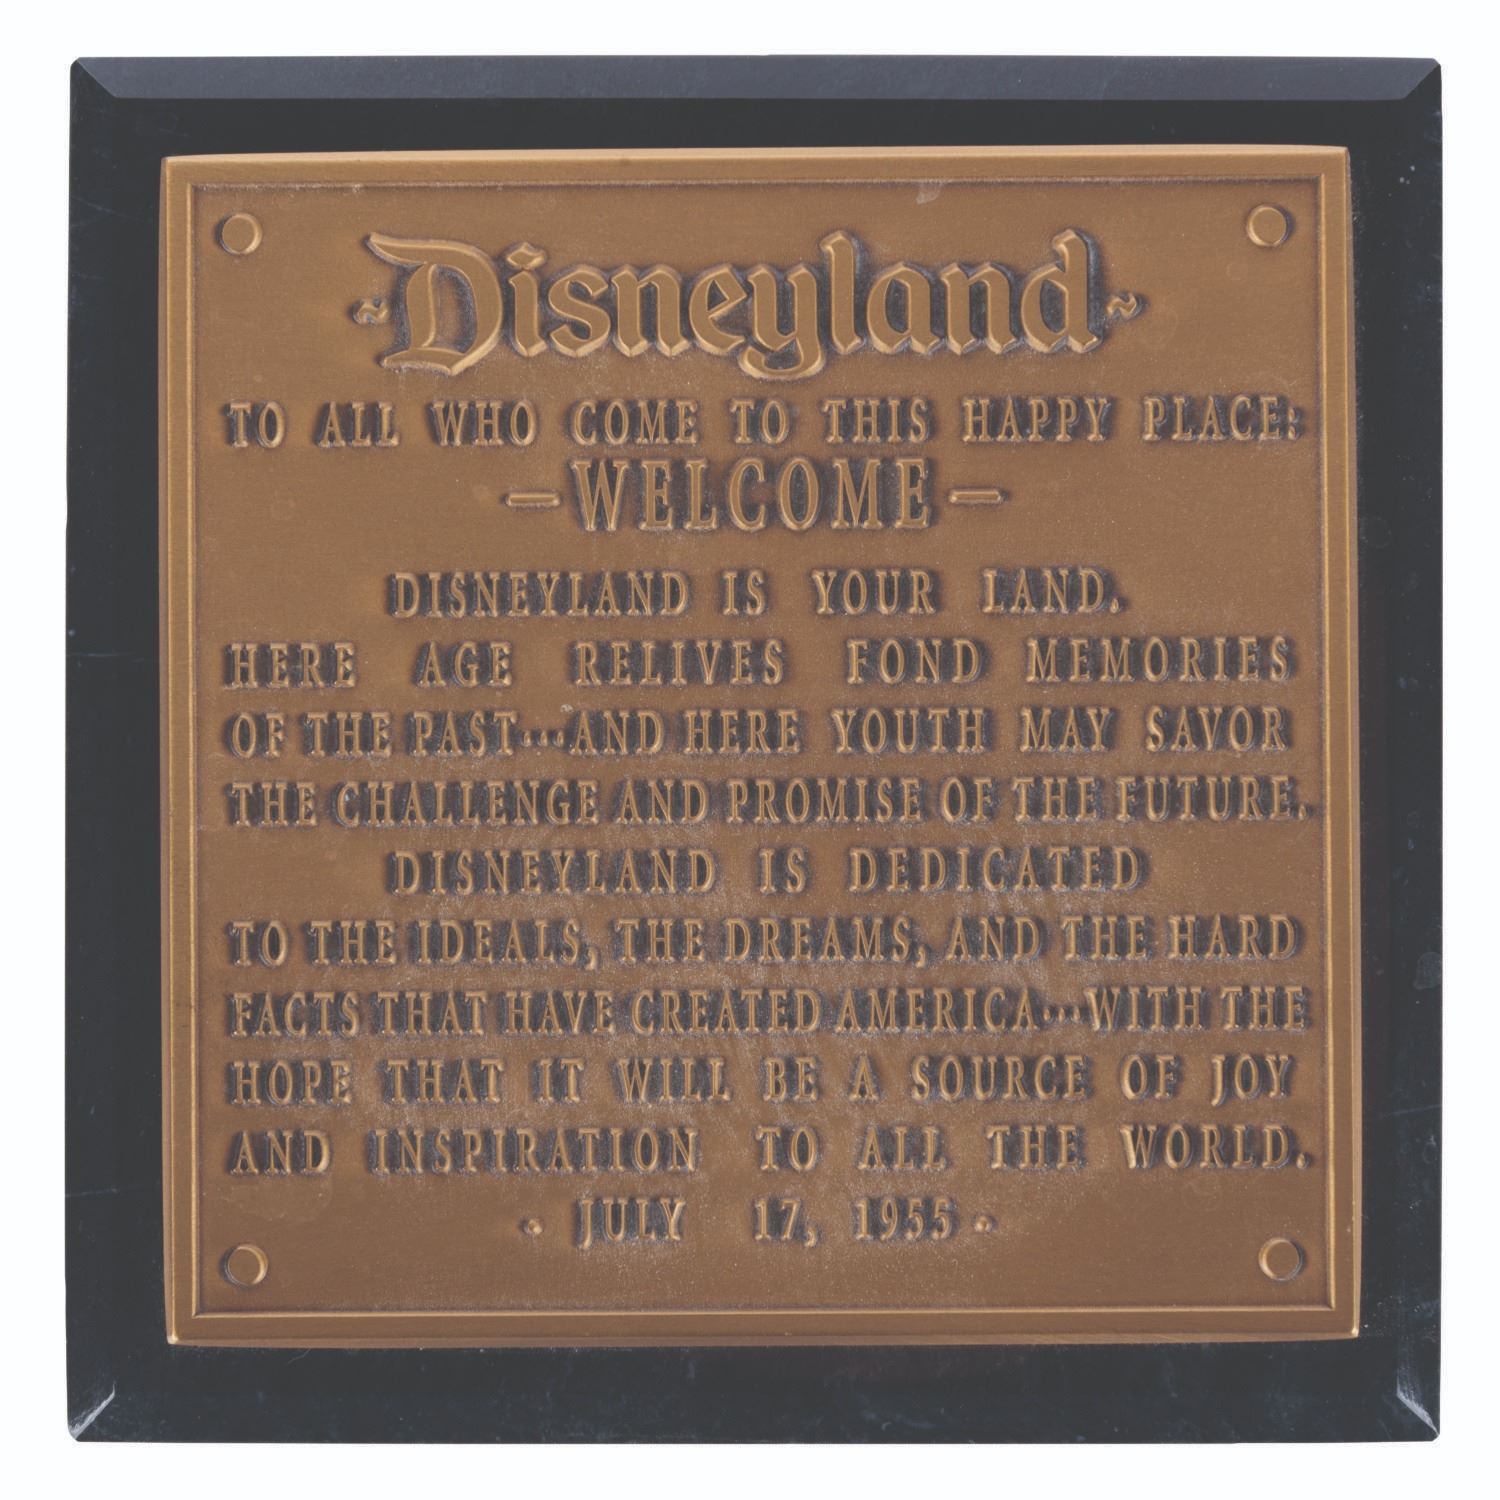 ~Disneyland~
TO ALL WHO COME TO THIS HAPPY PLACE:
—WELCOME—
DISNEYLAND IS YOUR LAND.
HERE AGE RELIVES FOND MEMORIES
OF THE PAST···AND HERE YOUTH MAY SAVOR
THE CHALLENGE AND PROMISE OF THE FUTURE.
DISNEYLAND IS DEDICATED
TO THE IDEALS, THE DREAMS, AND THE HARD
FACTS THAT HAVE CREATED AMERICA···WITH THE
HOPE THAT IT WILL BE A SOURCE OF JOY
AND INSPIRATION TO ALL THE WORLD.
· JULY 17, 1955 ·